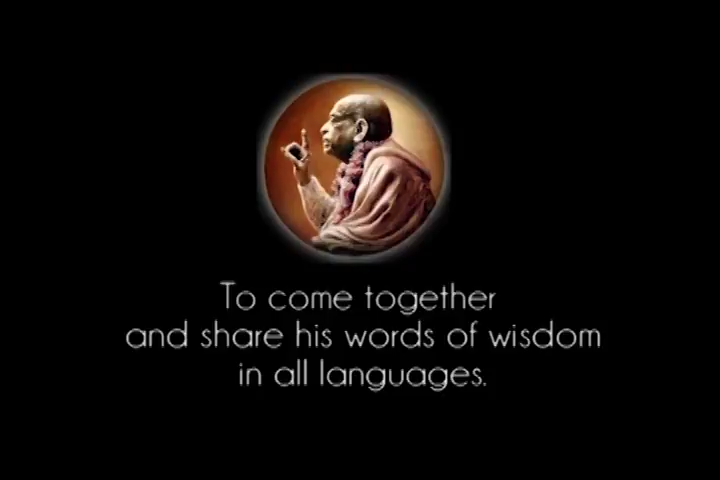 To come together
and share his words of wisdom
in all languages.